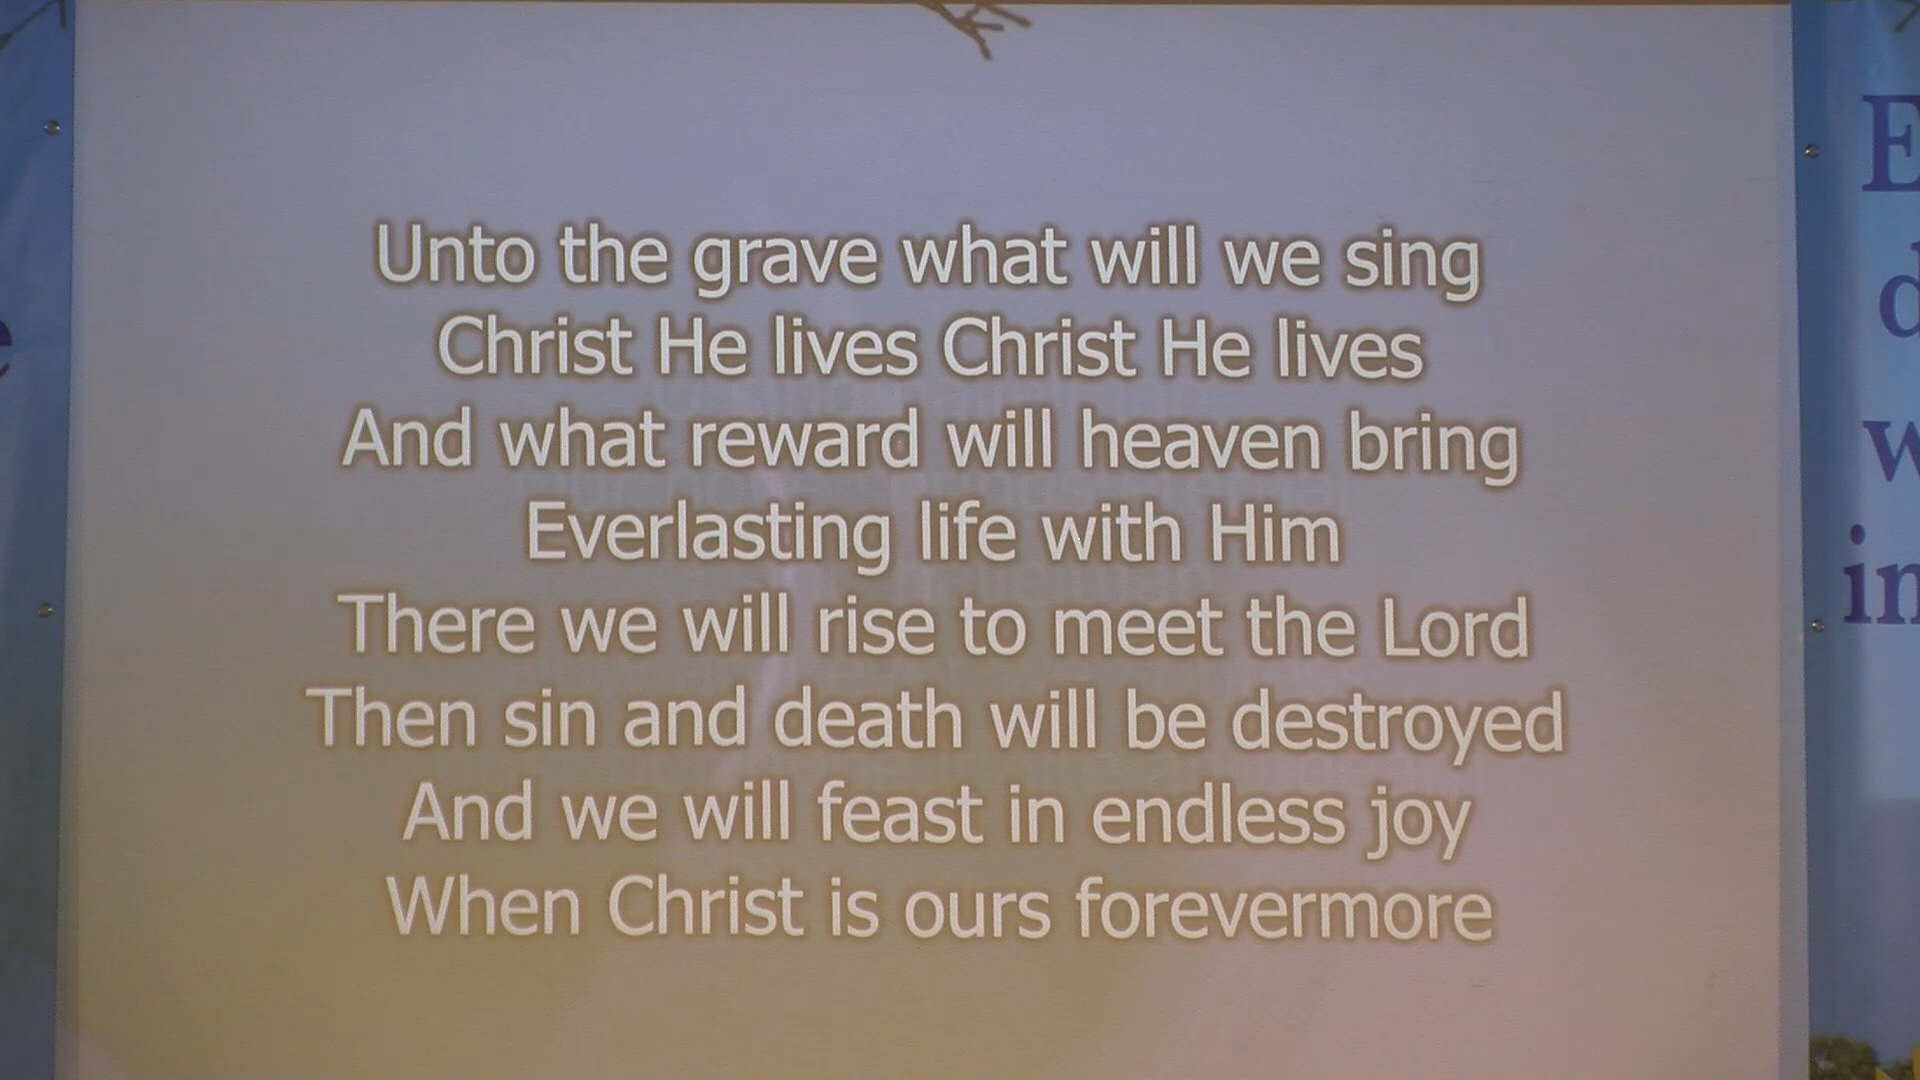 Unto the grave what will we sing
Christ He lives Christ He lives
And what reward will heaven bring
Everlasting life with Him
There we will rise to meet the Lord
Then sin and death will be destroyed
And we will feast in endless joy
When Christ is ours forevermore